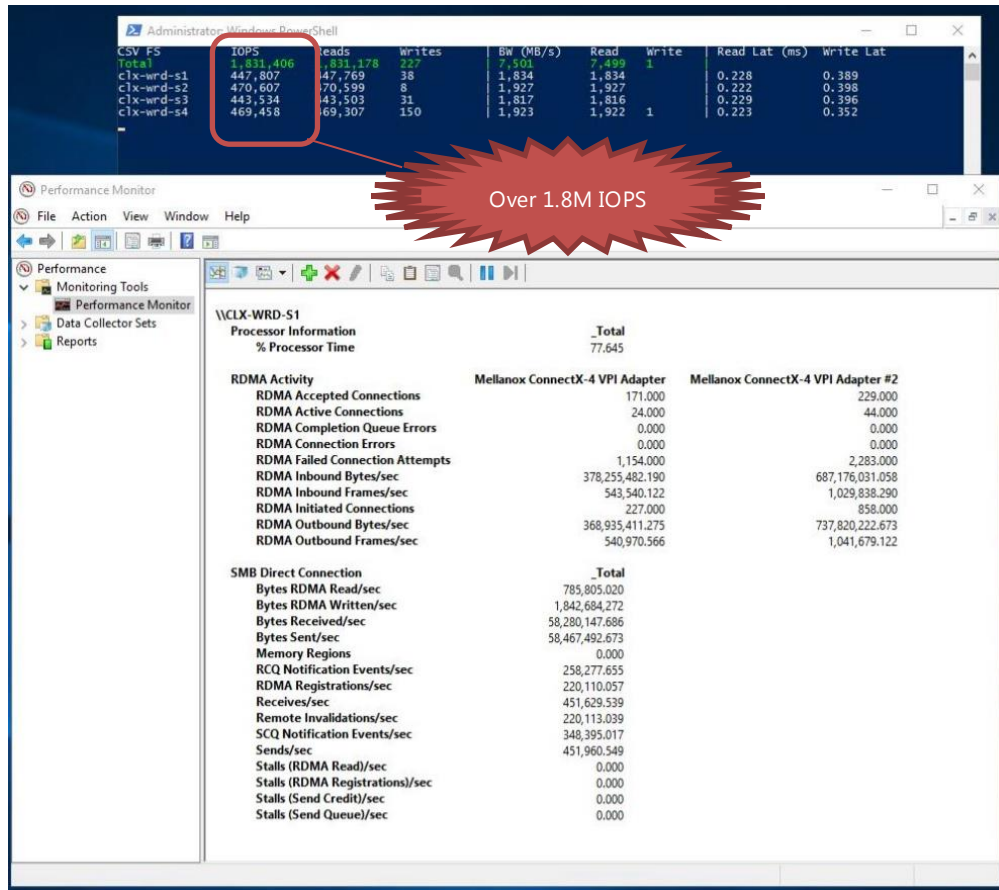 Administrator: Windows PowerShell
CSV FS IOPS Reads Writes | BW (MB/s) Read Write | Read Lat (ms) Write Lat
Total 1,831,406 1,831,178 227 | 7,501 7,499 1 |
clx-wrd-s1 447,807 447,769 38 | 1,834 1,834 | 0.228 0.389
clx-wrd-s2 470,607 470,599 8 | 1,927 1,927 | 0.222 0.398
clx-wrd-s3 443,534 443,503 31 | 1,817 1,816 | 0.229 0.396
clx-wrd-s4 469,458 469,307 150 | 1,923 1,922 1 | 0.223 0.352
Over 1.8M IOPS
Performance Monitor
File Action View Window Help
Performance
Monitoring Tools
Performance Monitor
Data Collector Sets
Reports
\\CLX-WRD-S1
Processor Information _Total
% Processor Time 77.645
RDMA Activity Mellanox ConnectX-4 VPI Adapter Mellanox ConnectX-4 VPI Adapter #2
RDMA Accepted Connections 171.000 229.000
RDMA Active Connections 24.000 44.000
RDMA Completion Queue Errors 0.000 0.000
RDMA Connection Errors 0.000 0.000
RDMA Failed Connection Attempts 1,154.000 2,283.000
RDMA Inbound Bytes/sec 378,255,482.190 687,176,031.058
RDMA Inbound Frames/sec 543,540.122 1,029,838.290
RDMA Initiated Connections 227.000 858.000
RDMA Outbound Bytes/sec 368,935,411.275 737,820,222.673
RDMA Outbound Frames/sec 540,970.566 1,041,679.122
SMB Direct Connection _Total
Bytes RDMA Read/sec 785,805.020
Bytes RDMA Written/sec 1,842,684,272
Bytes Received/sec 58,280,147.686
Bytes Sent/sec 58,467,492.673
Memory Regions 0.000
RCQ Notification Events/sec 258,277.655
RDMA Registrations/sec 220,110.057
Receives/sec 451,629.539
Remote Invalidations/sec 220,113.039
SCQ Notification Events/sec 348,395.017
Sends/sec 451,960.549
Stalls (RDMA Read)/sec 0.000
Stalls (RDMA Registrations)/sec 0.000
Stalls (Send Credit)/sec 0.000
Stalls (Send Queue)/sec 0.000